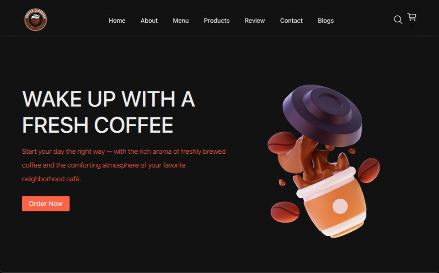 Home About Menu Products Review Contact Blogs
WAKE UP WITH A
FRESH COFFEE
Start your day the right way — with the rich aroma of freshly brewed
coffee and the comforting atmosphere of your favorite
neighborhood café.
Order Now